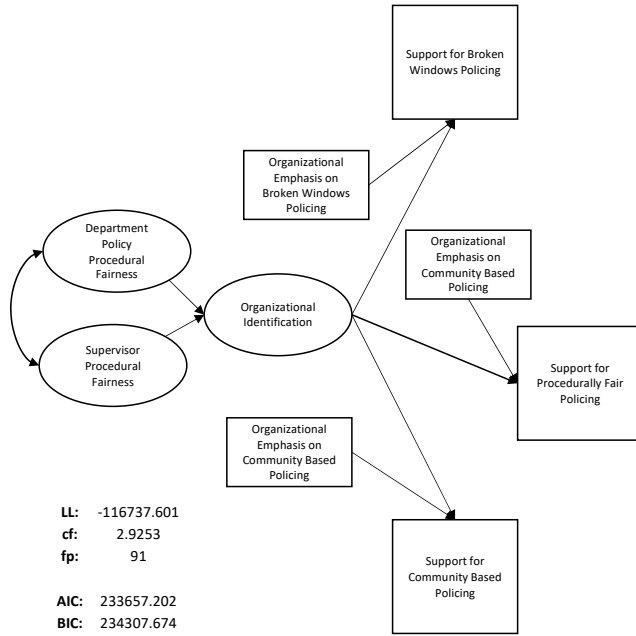 Support for Broken
Windows Policing
Organizational
Emphasis on
Broken Windows
Policing
Department
Policy
Procedural
Fairness
Organizational
Emphasis on
Community Based
Policing
Organizational
Identification
Supervisor
Procedural
Fairness
Support for
Procedurally Fair
Policing
Organizational
Emphasis on
Community Based
Policing
Support for
Community Based
Policing
LL: -116737.601
cf: 2.9253
fp: 91
AIC: 233657.202
BIC: 234307.674